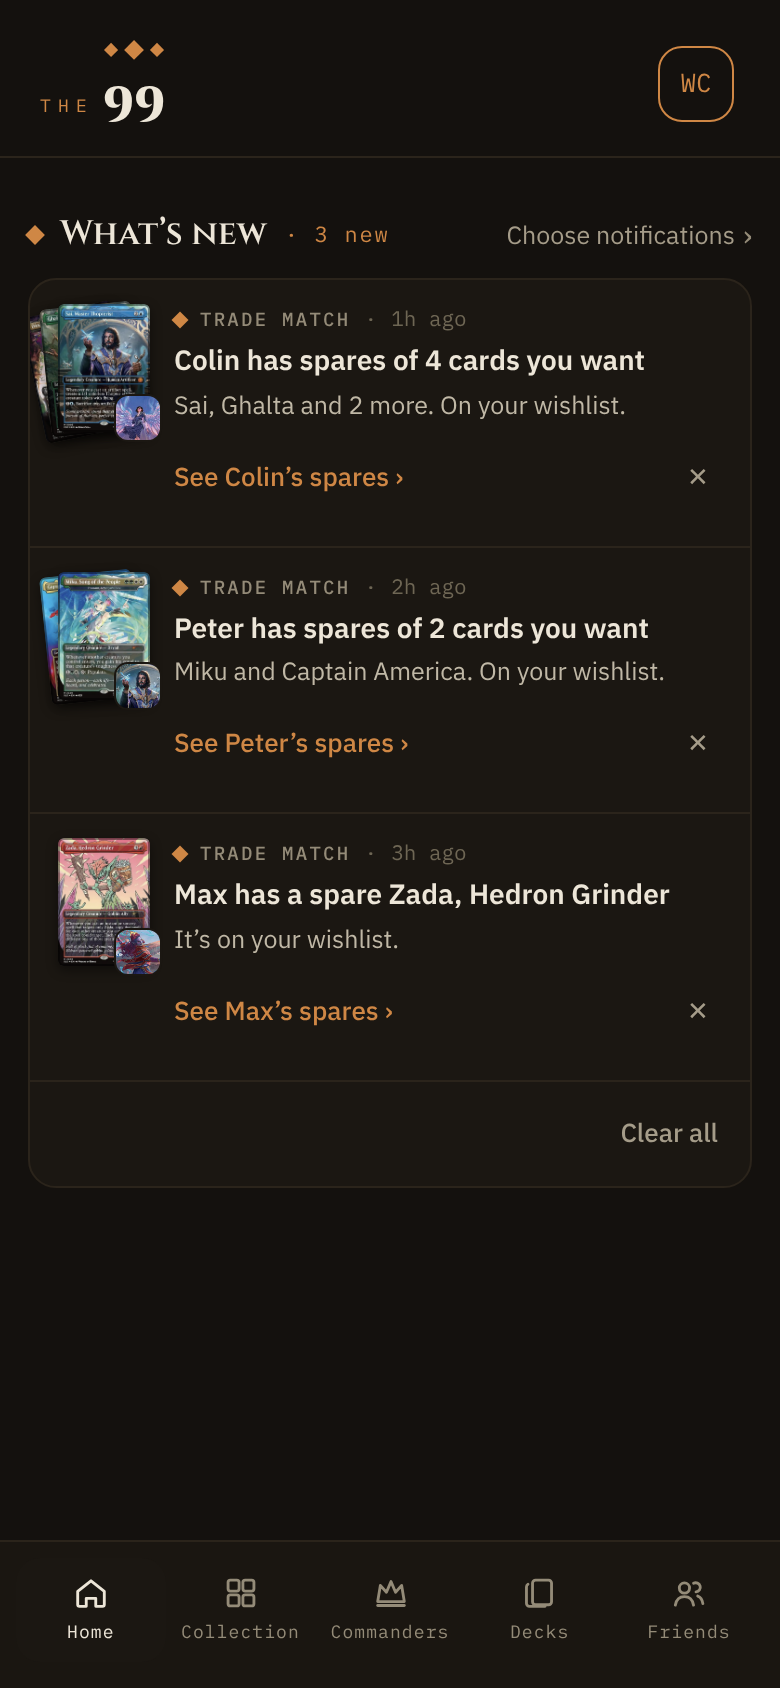 THE 99
WC
What's new · 3 new
Choose notifications ›
TRADE MATCH · 1h ago
Colin has spares of 4 cards you want
Sai, Ghalta and 2 more. On your wishlist.
See Colin’s spares ›
×
TRADE MATCH · 2h ago
Peter has spares of 2 cards you want
Miku and Captain America. On your wishlist.
See Peter’s spares ›
×
TRADE MATCH · 3h ago
Max has a spare Zada, Hedron Grinder
It’s on your wishlist.
See Max’s spares ›
×
Clear all
Home
Collection
Commanders
Decks
Friends